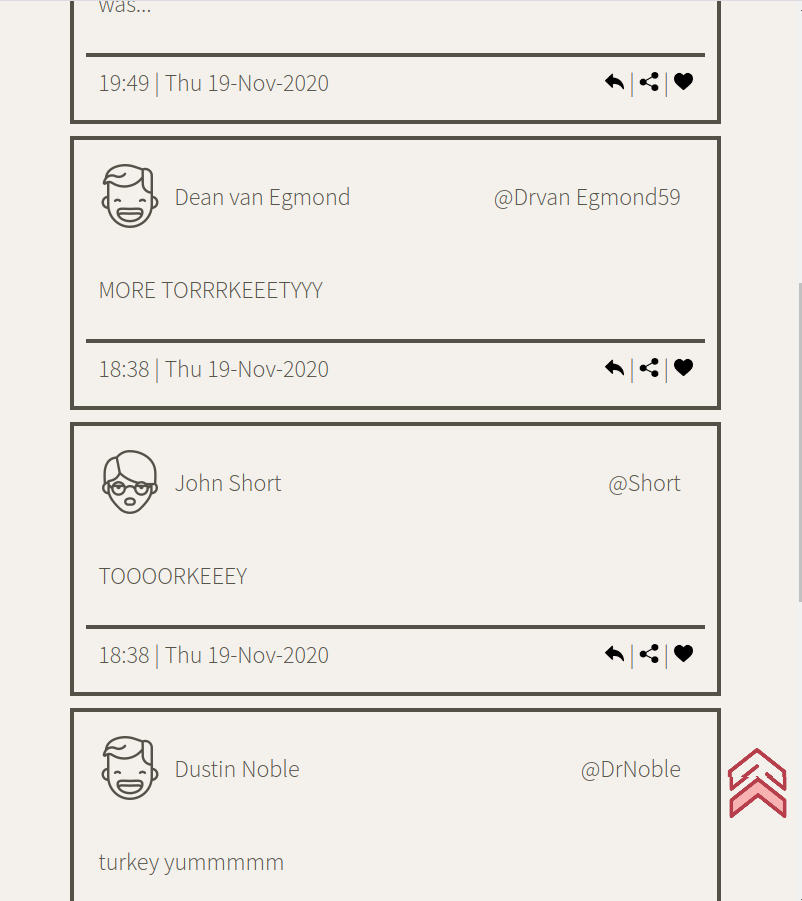 was...
19:49 | Thu 19-Nov-2020
Dean van Egmond @Drvan Egmond59
MORE TORRRKEEETYYY
18:38 | Thu 19-Nov-2020
John Short @Short
TOOOORKEEEY
18:38 | Thu 19-Nov-2020
Dustin Noble @DrNoble
turkey yummmmm